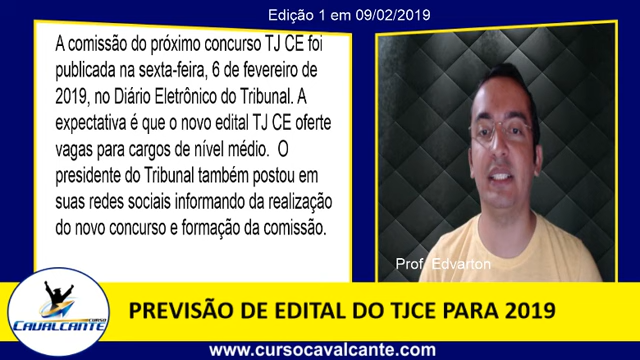 Edição 1 em 09/02/2019
A comissão do próximo concurso TJ CE foi
publicada na sexta-feira, 6 de fevereiro de
2019, no Diário Eletrônico do Tribunal. A
expectativa é que o novo edital TJ CE oferte
vagas para cargos de nível médio.  O
presidente do Tribunal também postou em
suas redes sociais informando da realização
do novo concurso e formação da comissão.
Prof. Edvarton
CURSO
CAVALCANTE
PREVISÃO DE EDITAL DO TJCE PARA 2019
www.cursocavalcante.com